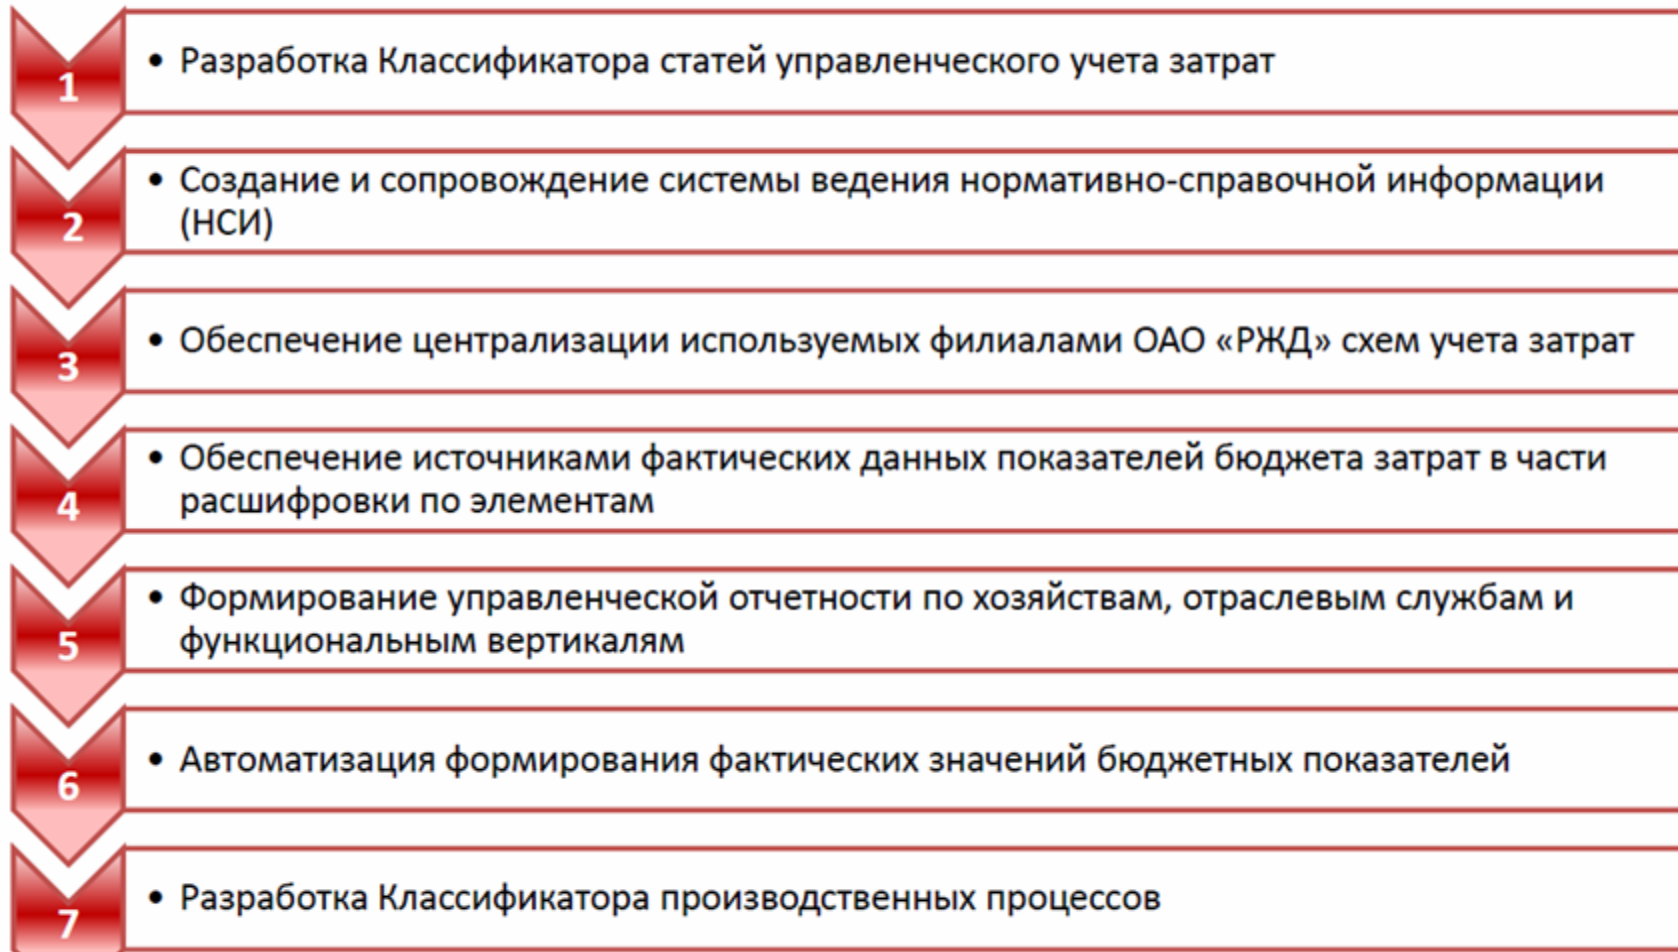 1
• Разработка Классификатора статей управленческого учета затрат
2
• Создание и сопровождение системы ведения нормативно-справочной информации
(НСИ)
3
• Обеспечение централизации используемых филиалами ОАО «РЖД» схем учета затрат
4
• Обеспечение источниками фактических данных показателей бюджета затрат в части
расшифровки по элементам
5
• Формирование управленческой отчетности по хозяйствам, отраслевым службам и
функциональным вертикалям
6
• Автоматизация формирования фактических значений бюджетных показателей
7
• Разработка Классификатора производственных процессов